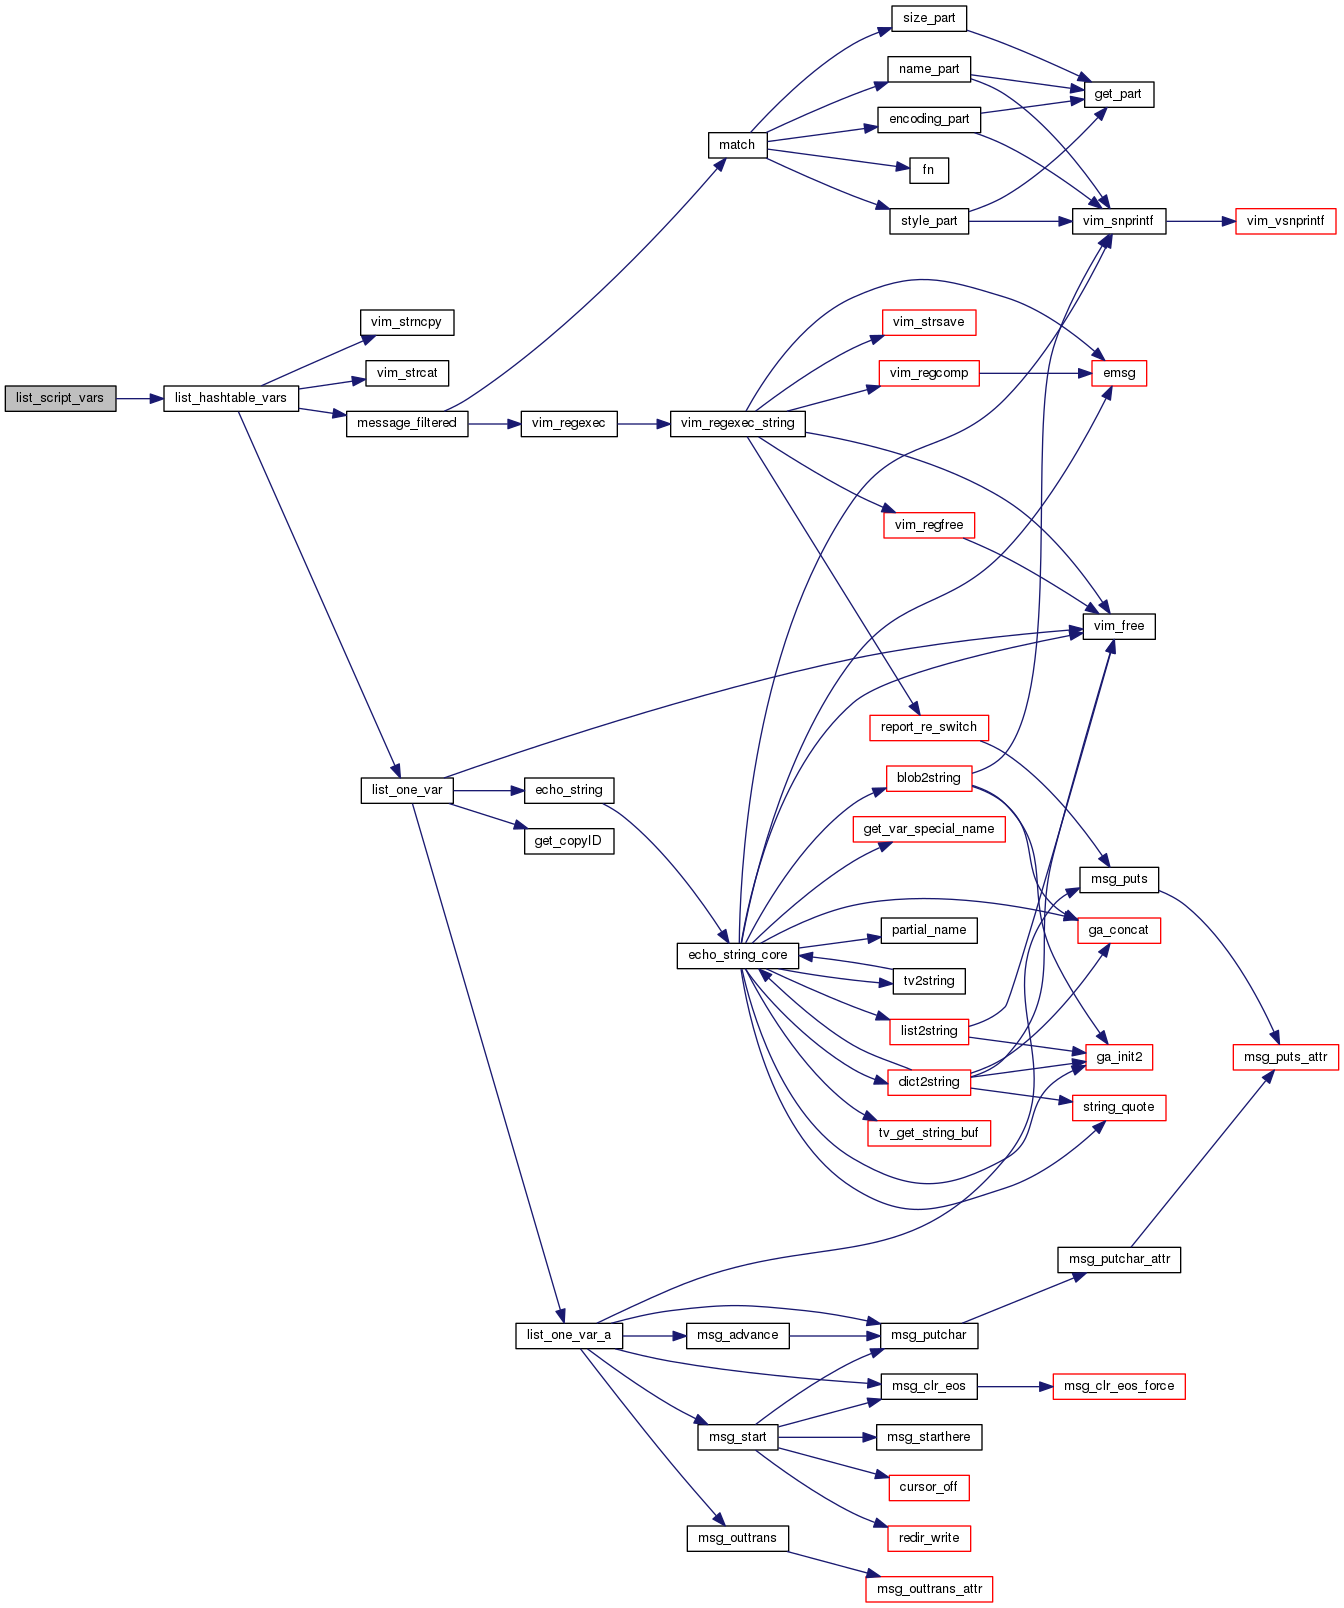 size_part
name_part
get_part
encoding_part
match
fn
style_part
vim_snprintf
vim_vsnprintf
vim_strncpy
vim_strsave
vim_strcat
vim_regcomp
emsg
list_script_vars
list_hashtable_vars
message_filtered
vim_regexec
vim_regexec_string
vim_regfree
vim_free
report_re_switch
blob2string
list_one_var
echo_string
get_var_special_name
get_copyID
msg_puts
partial_name
ga_concat
echo_string_core
tv2string
list2string
ga_init2
msg_puts_attr
dict2string
string_quote
tv_get_string_buf
msg_putchar_attr
list_one_var_a
msg_advance
msg_putchar
msg_clr_eos
msg_clr_eos_force
msg_start
msg_starthere
cursor_off
msg_outtrans
redir_write
msg_outtrans_attr